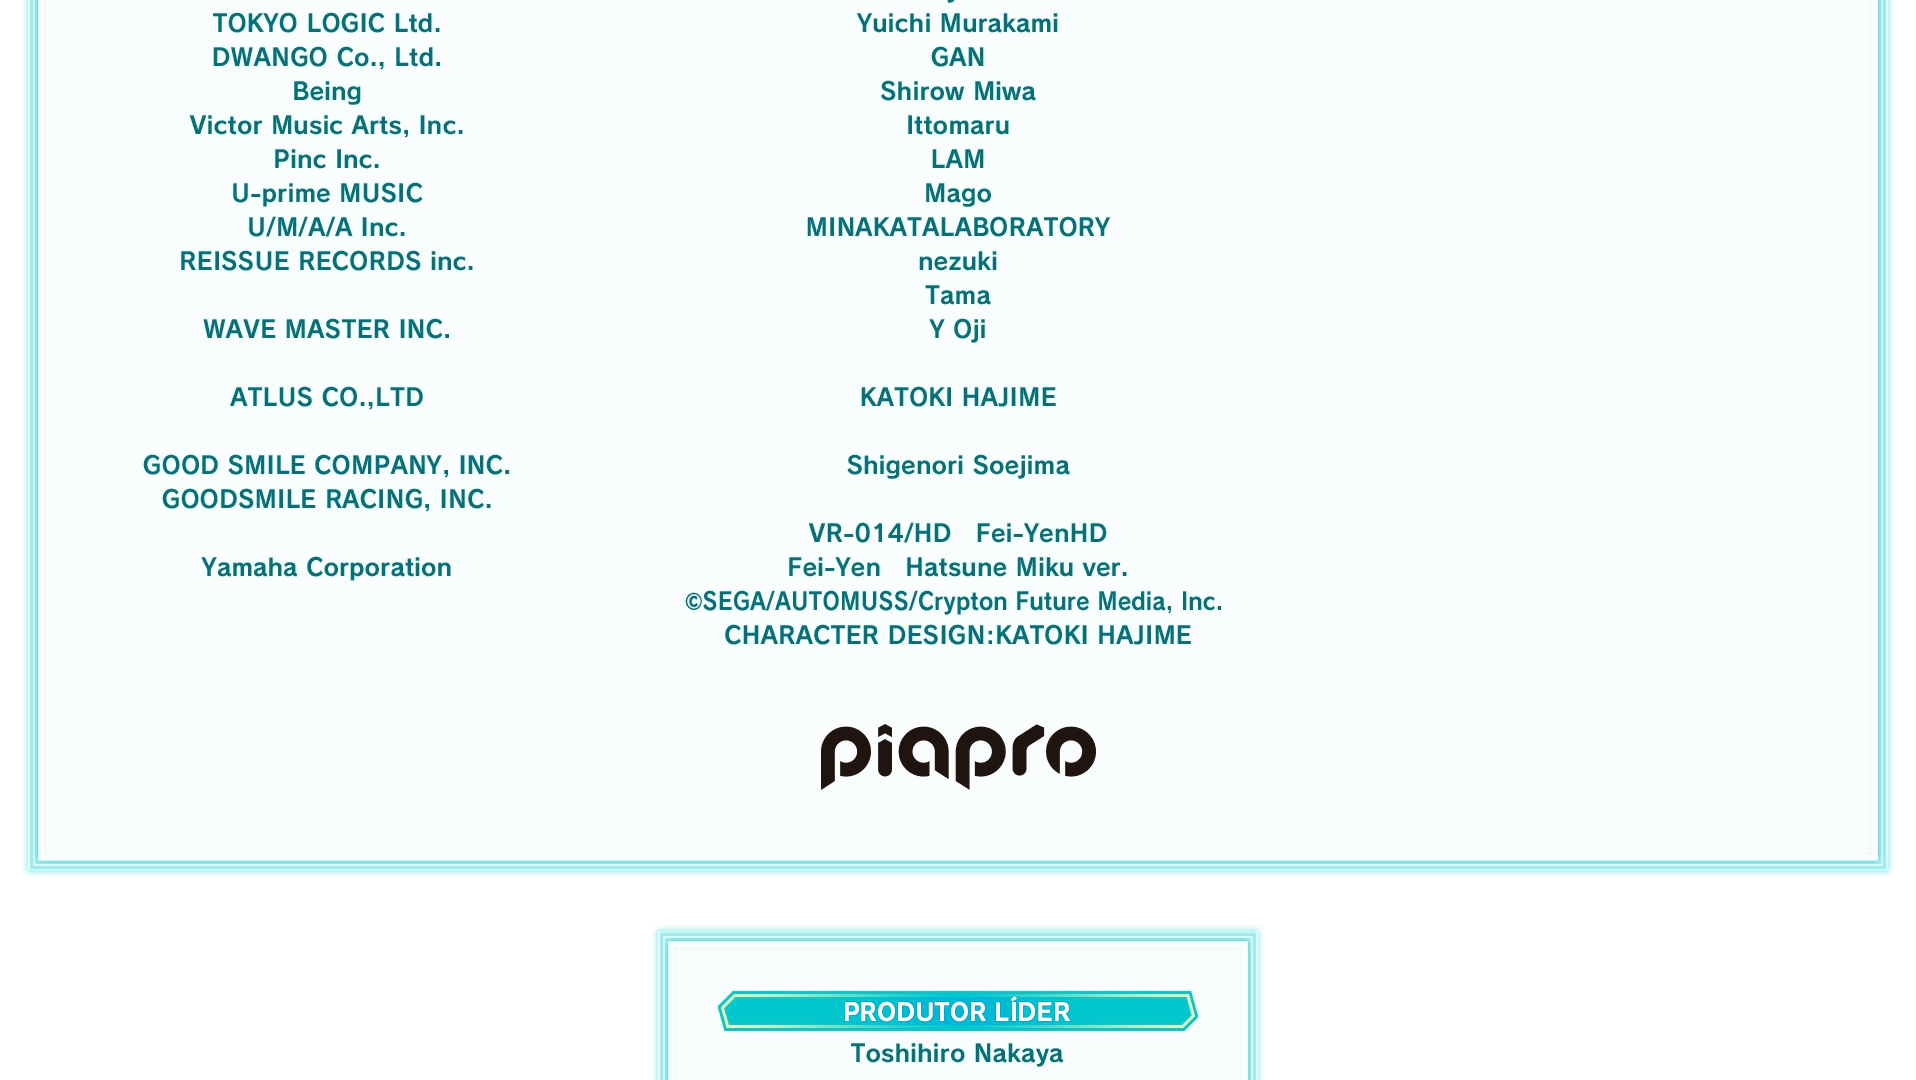 TOKYO LOGIC Ltd.
DWANGO Co., Ltd.
Being
Victor Music Arts, Inc.
Pinc Inc.
U-prime MUSIC
U/M/A/A Inc.
REISSUE RECORDS inc.
WAVE MASTER INC.
ATLUS CO.,LTD
GOOD SMILE COMPANY, INC.
GOODSMILE RACING, INC.
Yamaha Corporation
Yuichi Murakami
GAN
Shirow Miwa
Ittomaru
LAM
Mago
MINAKATALABORATORY
nezuki
Tama
Y Oji
KATOKI HAJIME
Shigenori Soejima
VR-014/HD Fei-YenHD
Fei-Yen Hatsune Miku ver.
©SEGA/AUTOMUSS/Crypton Future Media, Inc.
CHARACTER DESIGN:KATOKI HAJIME
piapro
PRODUTOR LÍDER
Toshihiro Nakaya